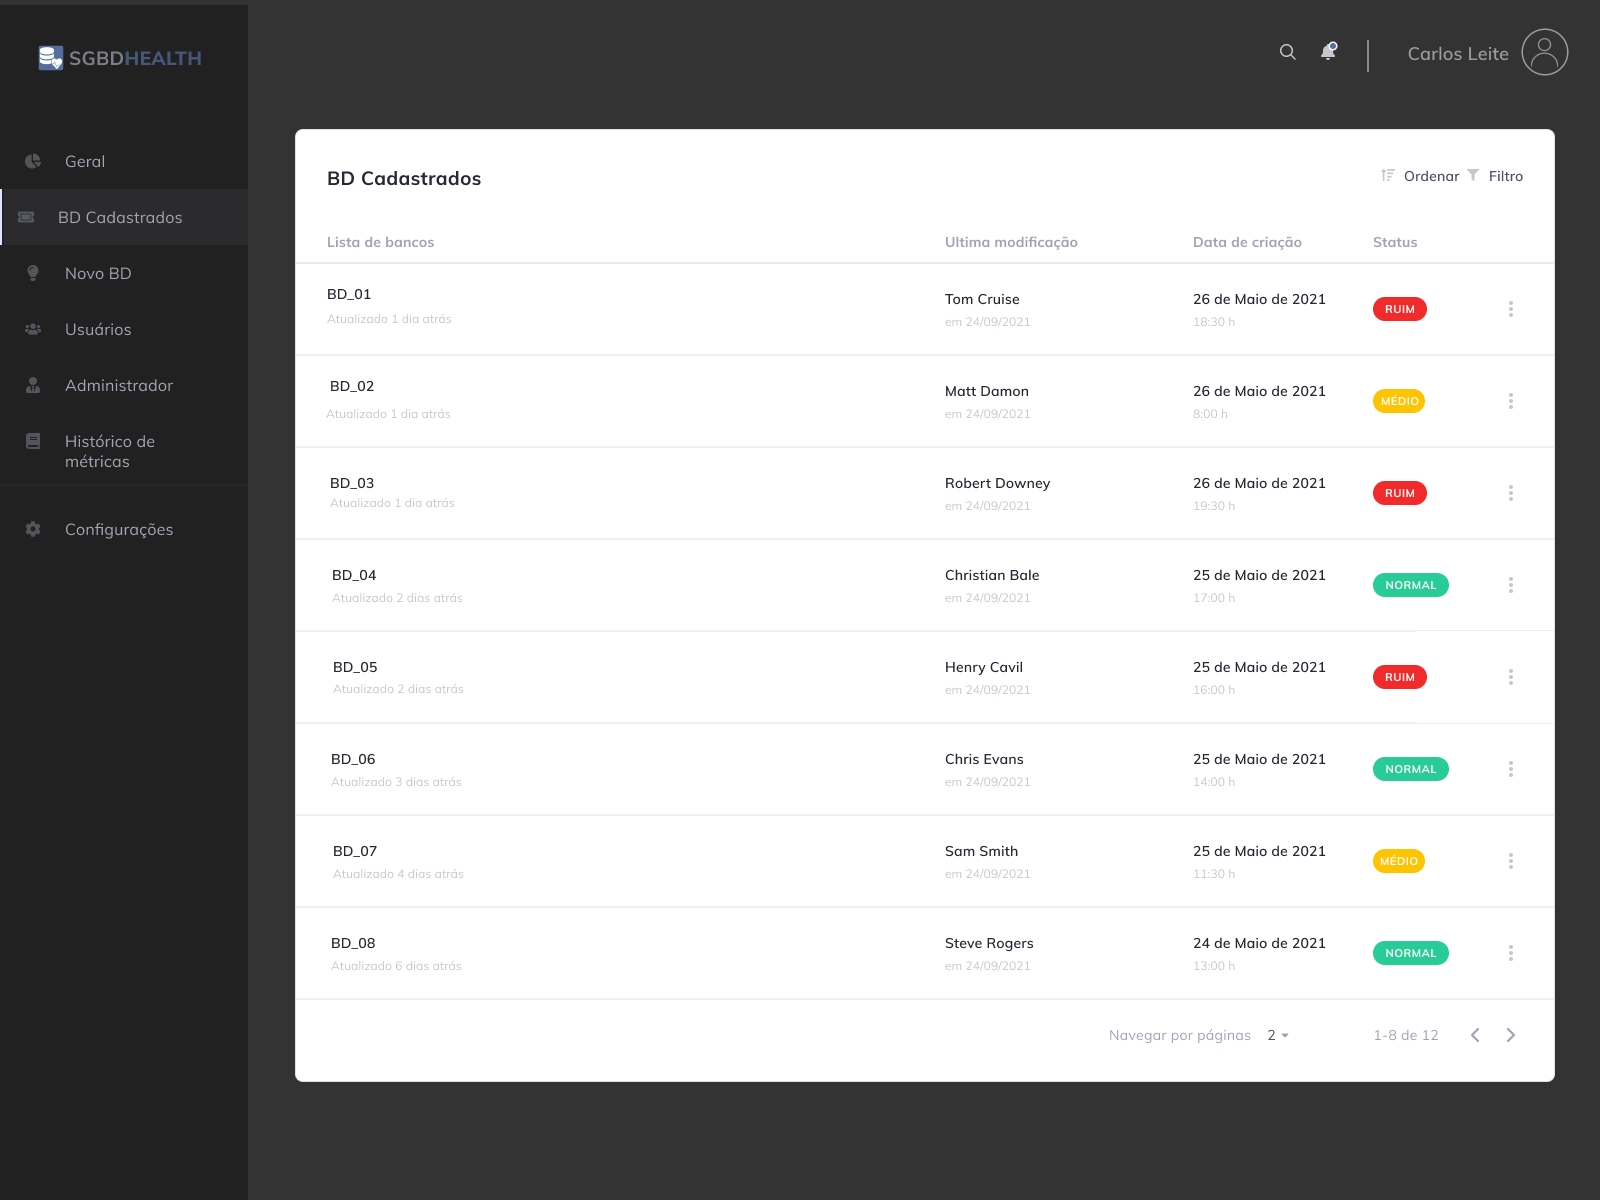 SGBDHEALTH
Carlos Leite
Geral
BD Cadastrados
Novo BD
Usuários
Administrador
Histórico de
métricas
Configurações
BD Cadastrados
Ordenar Filtro
Lista de bancos Ultima modificação Data de criação Status
BD_01 Tom Cruise 26 de Maio de 2021 RUIM
Atualizado 1 dia atrás em 24/09/2021 18:30 h
BD_02 Matt Damon 26 de Maio de 2021 MÉDIO
Atualizado 1 dia atrás em 24/09/2021 8:00 h
BD_03 Robert Downey 26 de Maio de 2021 RUIM
Atualizado 1 dia atrás em 24/09/2021 19:30 h
BD_04 Christian Bale 25 de Maio de 2021 NORMAL
Atualizado 2 dias atrás em 24/09/2021 17:00 h
BD_05 Henry Cavil 25 de Maio de 2021 RUIM
Atualizado 2 dias atrás em 24/09/2021 16:00 h
BD_06 Chris Evans 25 de Maio de 2021 NORMAL
Atualizado 3 dias atrás em 24/09/2021 14:00 h
BD_07 Sam Smith 25 de Maio de 2021 MÉDIO
Atualizado 4 dias atrás em 24/09/2021 11:30 h
BD_08 Steve Rogers 24 de Maio de 2021 NORMAL
Atualizado 6 dias atrás em 24/09/2021 13:00 h
Navegar por páginas 2 1-8 de 12